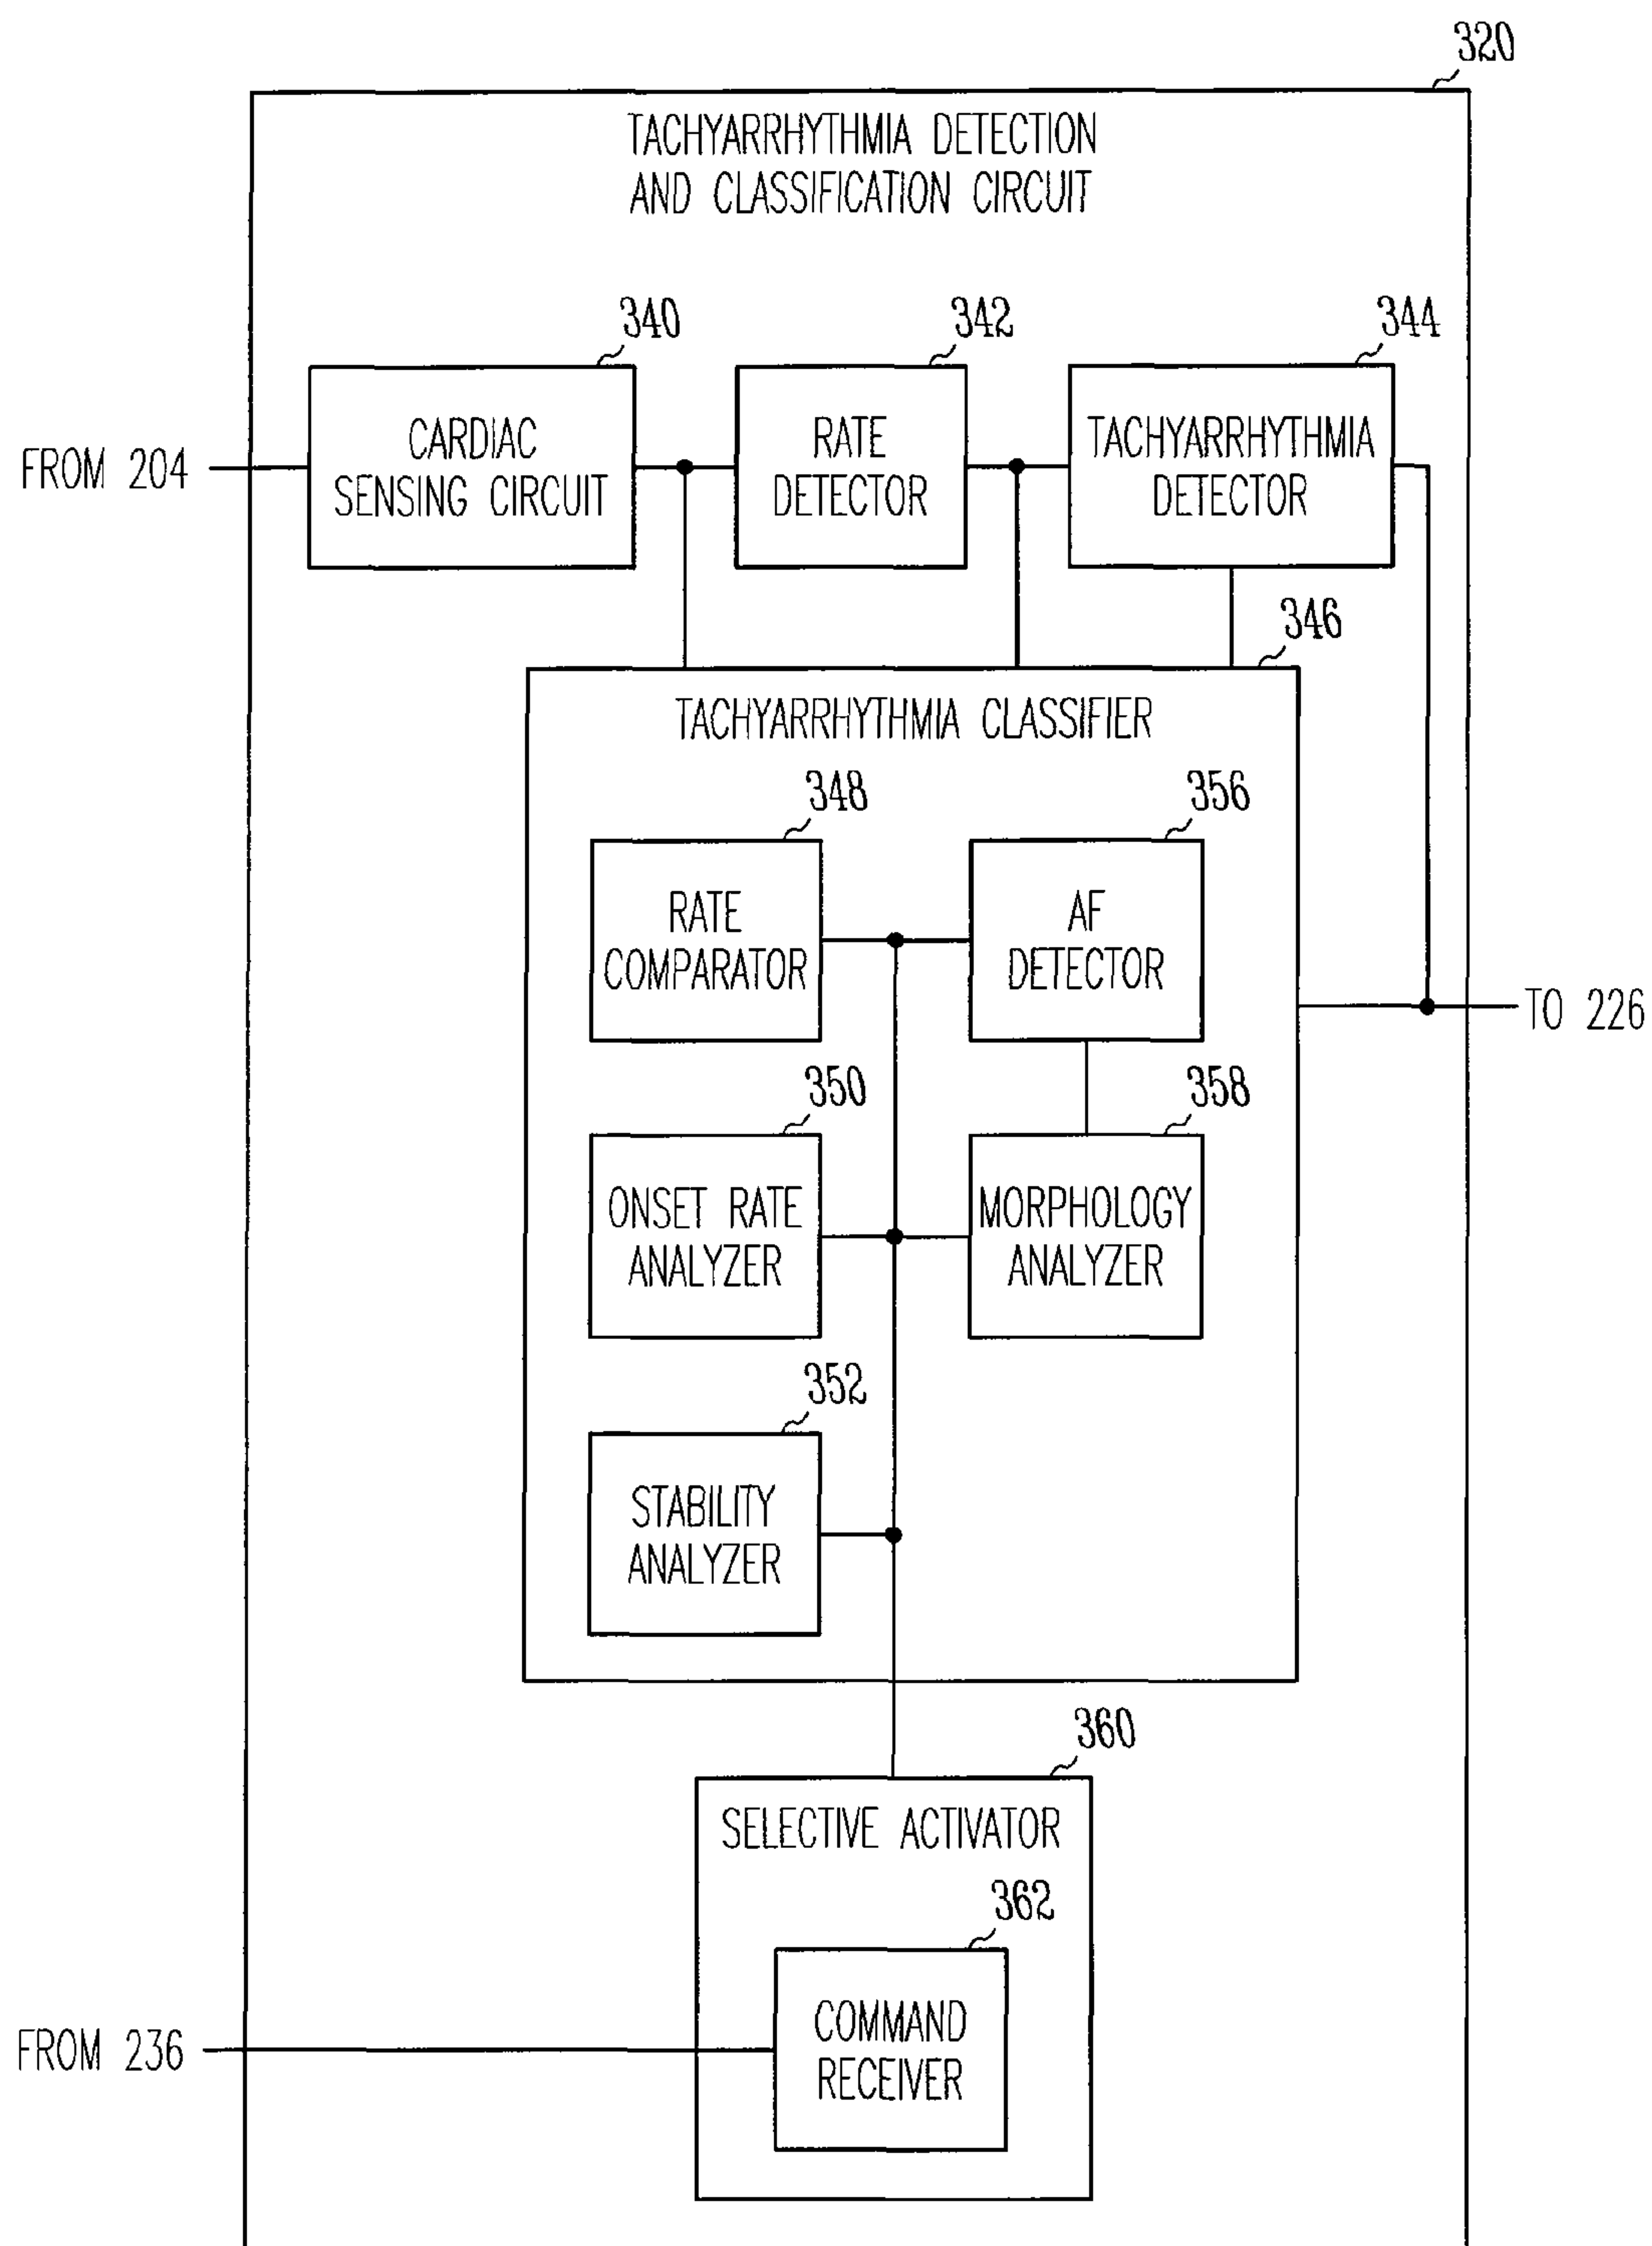 320
TACHYARRHYTHMIA DETECTION
AND CLASSIFICATION CIRCUIT
340
342
344
CARDIAC
SENSING CIRCUIT
RATE
DETECTOR
TACHYARRHYTHMIA
DETECTOR
FROM 204
346
TACHYARRHYTHMIA CLASSIFIER
348
356
RATE
COMPARATOR
AF
DETECTOR
TO 226
350
358
ONSET RATE
ANALYZER
MORPHOLOGY
ANALYZER
352
STABILITY
ANALYZER
360
SELECTIVE ACTIVATOR
362
COMMAND
RECEIVER
FROM 236